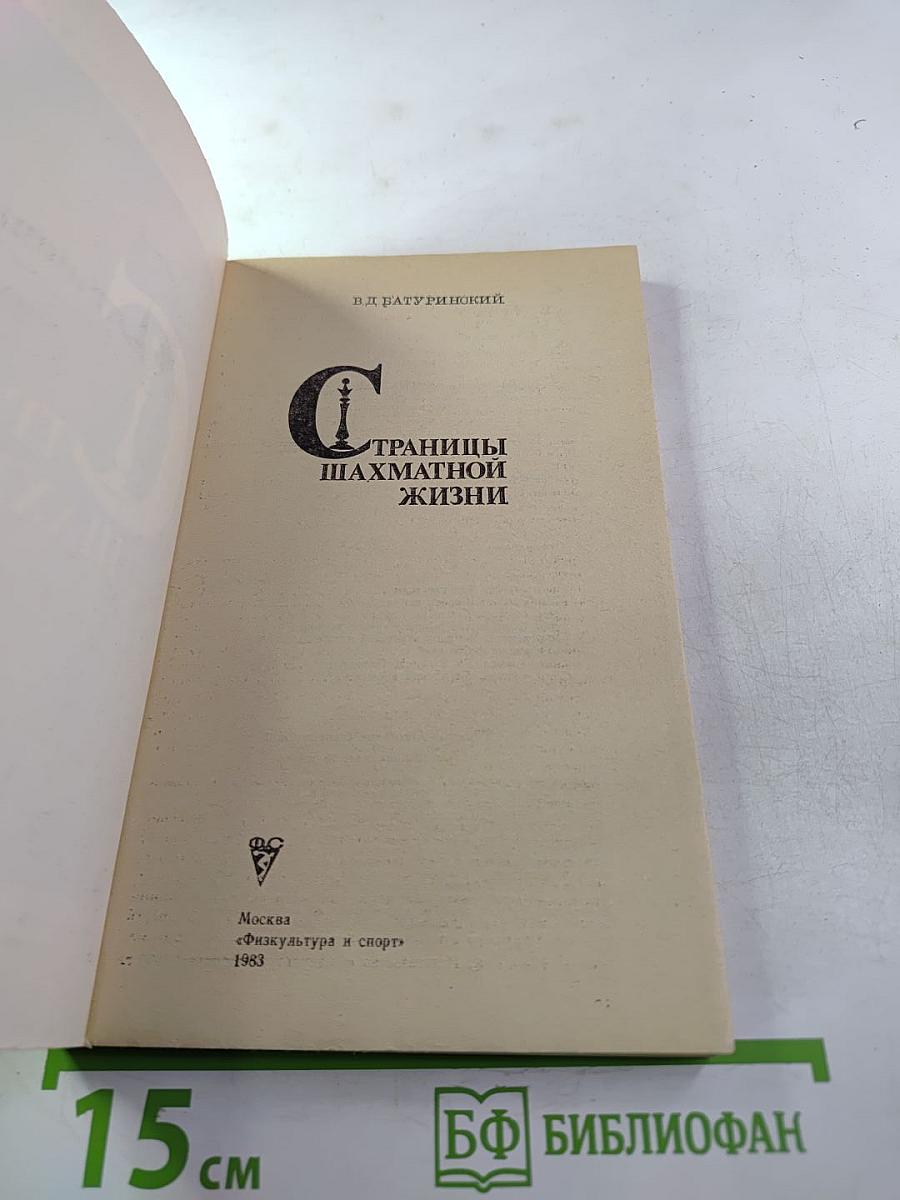 В.Д.БАТУРИНСКИЙ
СТРАНИЦЫ
ШАХМАТНОЙ
ЖИЗНИ
ФиС
Москва
«Физкультура и спорт»
1983
15 см
БФ БИБЛИОФАН